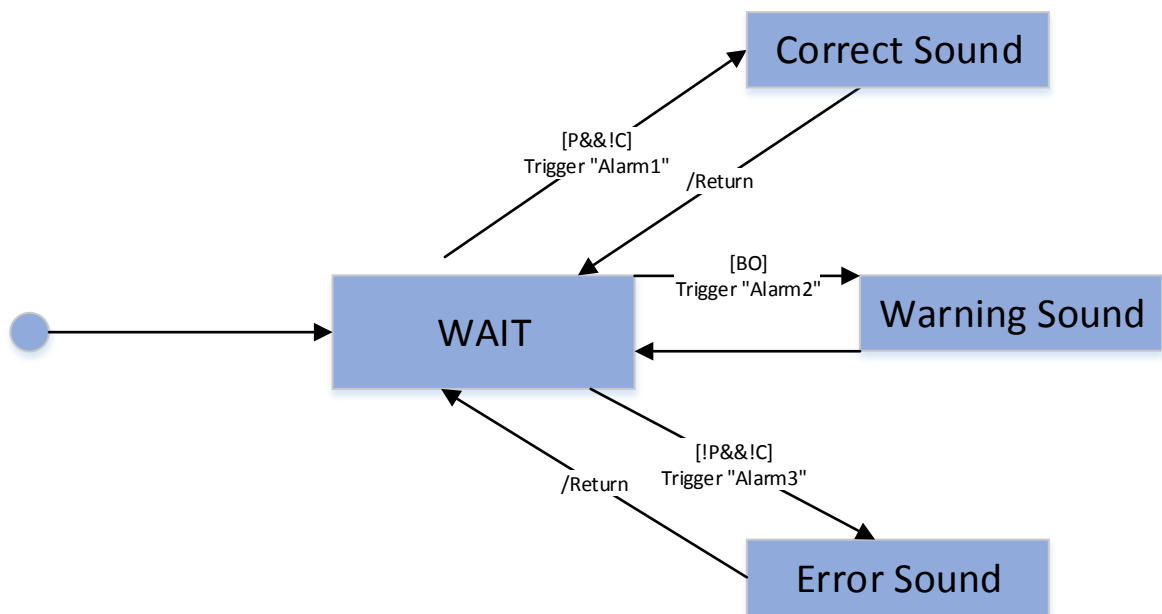 Correct Sound
[P&&!C]
Trigger "Alarm1"
/Return
[BO]
Trigger "Alarm2"
Warning Sound
WAIT
[!P&&!C]
Trigger "Alarm3"
/Return
Error Sound